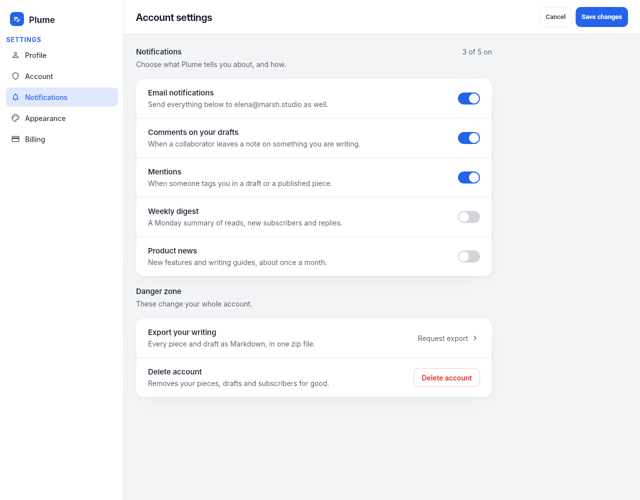 Plume
SETTINGS
Profile
Account
Notifications
Appearance
Billing
Account settings
Cancel
Save changes
Notifications
3 of 5 on
Choose what Plume tells you about, and how.
Email notifications
Send everything below to elena@marsh.studio as well.
Comments on your drafts
When a collaborator leaves a note on something you are writing.
Mentions
When someone tags you in a draft or a published piece.
Weekly digest
A Monday summary of reads, new subscribers and replies.
Product news
New features and writing guides, about once a month.
Danger zone
These change your whole account.
Export your writing
Every piece and draft as Markdown, in one zip file.
Request export
Delete account
Removes your pieces, drafts and subscribers for good.
Delete account